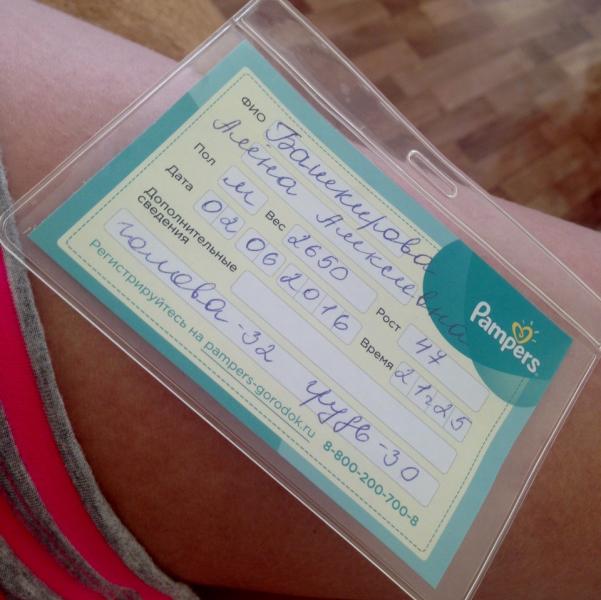 ФИО Башкирова
Алена Алексеевна
Пол м Вес 2650 Рост 47
Дата 02 06 2016 Время 21 25
Дополнительные
сведения
голова-32 грудь-30
Регистрируйтесь на pampers-gorodok.ru 8-800-200-700-8
Pampers